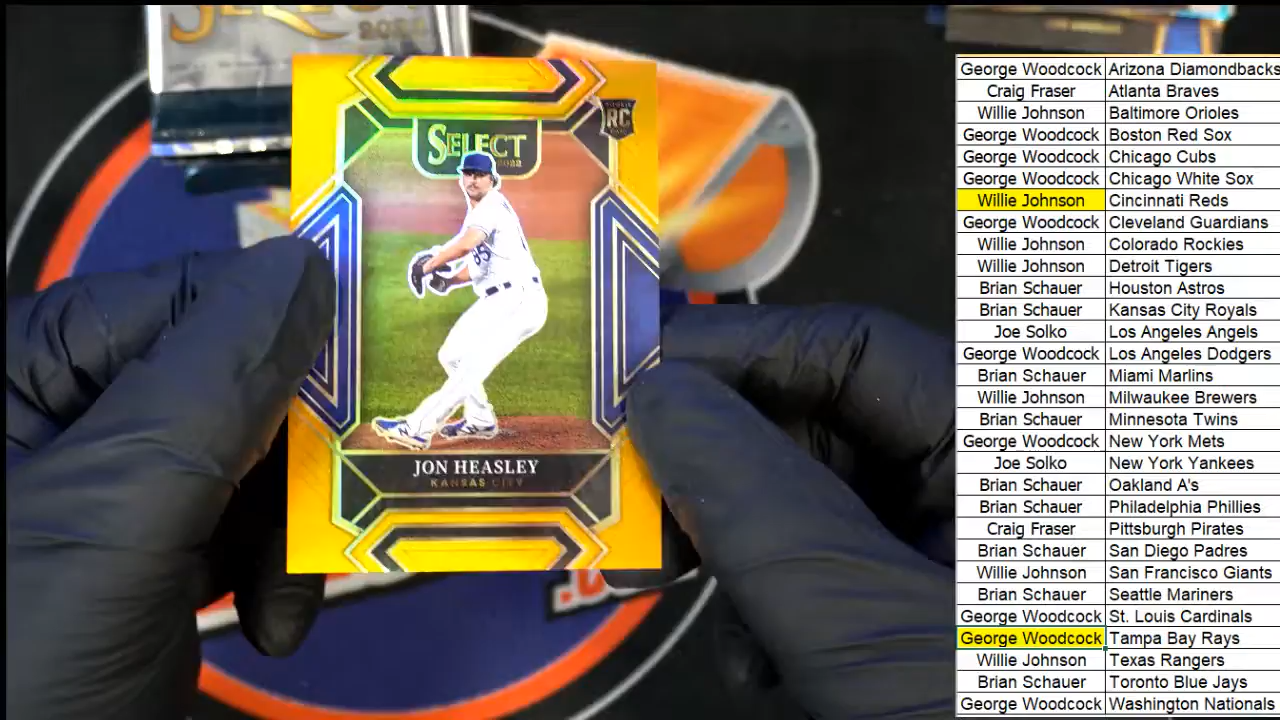 SELECT
2022
ROOKIE
RC
SELECT
2022
85
JON HEASLEY
KANSAS CITY
George Woodcock Arizona Diamondbacks
Craig Fraser Atlanta Braves
Willie Johnson Baltimore Orioles
George Woodcock Boston Red Sox
George Woodcock Chicago Cubs
George Woodcock Chicago White Sox
Willie Johnson Cincinnati Reds
George Woodcock Cleveland Guardians
Willie Johnson Colorado Rockies
Willie Johnson Detroit Tigers
Brian Schauer Houston Astros
Brian Schauer Kansas City Royals
Joe Solko Los Angeles Angels
George Woodcock Los Angeles Dodgers
Brian Schauer Miami Marlins
Willie Johnson Milwaukee Brewers
Brian Schauer Minnesota Twins
George Woodcock New York Mets
Joe Solko New York Yankees
Brian Schauer Oakland A's
Brian Schauer Philadelphia Phillies
Craig Fraser Pittsburgh Pirates
Brian Schauer San Diego Padres
Willie Johnson San Francisco Giants
Brian Schauer Seattle Mariners
George Woodcock St. Louis Cardinals
George Woodcock Tampa Bay Rays
Willie Johnson Texas Rangers
Brian Schauer Toronto Blue Jays
George Woodcock Washington Nationals